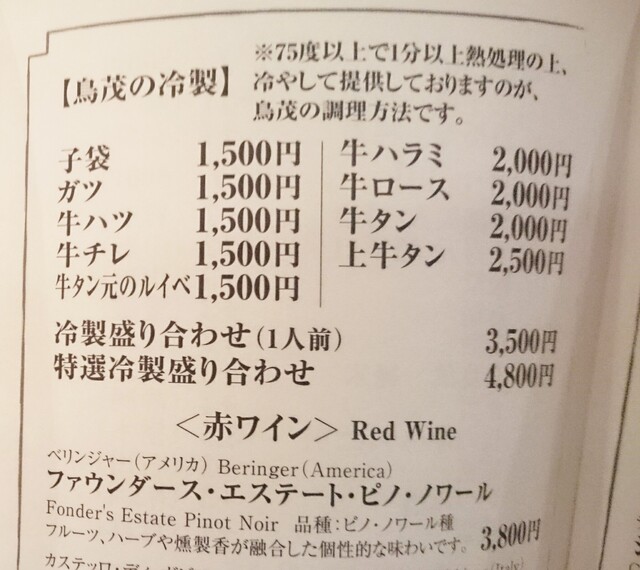 【鳥茂の冷製】
※75度以上で1分以上熱処理の上、
冷やして提供しておりますのが、
鳥茂の調理方法です。
子袋 1,500円
ガツ 1,500円
牛ハツ 1,500円
牛チレ 1,500円
牛タン元のルイベ 1,500円
牛ハラミ 2,000円
牛ロース 2,000円
牛タン 2,000円
上牛タン 2,500円
冷製盛り合わせ(1人前) 3,500円
特選冷製盛り合わせ 4,800円
<赤ワイン> Red Wine
ベリンジャー(アメリカ) Beringer(America)
ファウンダース・エステート・ピノ・ノワール
Fonder's Estate Pinot Noir 品種:ピノ・ノワール種
フルーツ、ハーブや燻製香が融合した個性的な味わいです。 3,800円